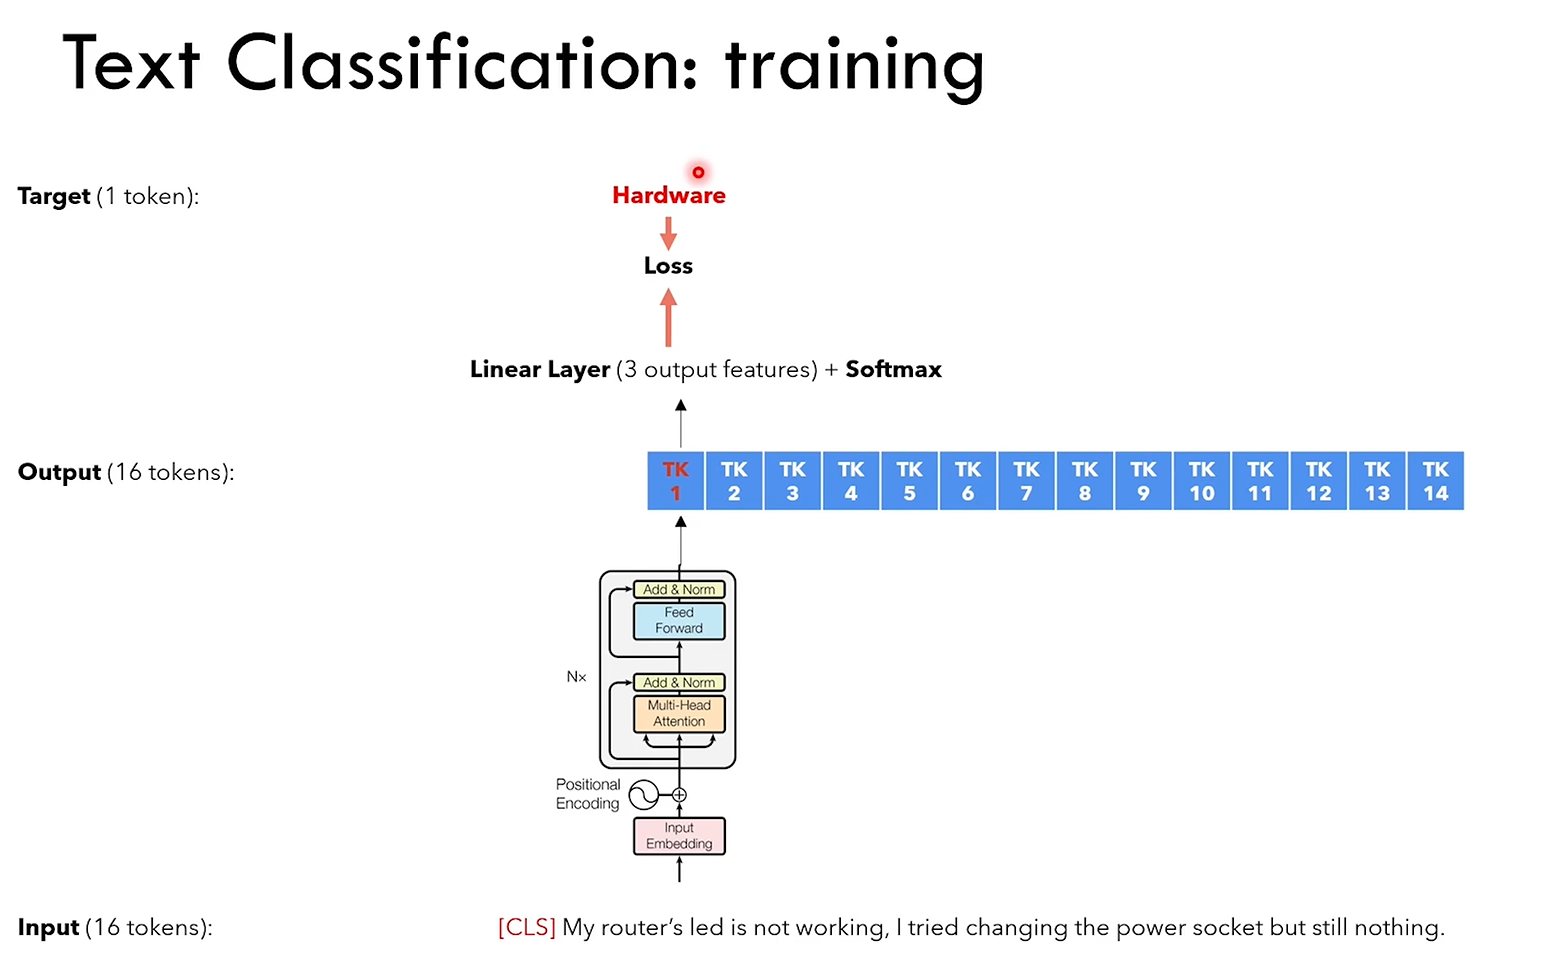 Text Classification: training
Target (1 token):
Hardware
Loss
Linear Layer (3 output features) + Softmax
Output (16 tokens):
TK 1
TK 2
TK 3
TK 4
TK 5
TK 6
TK 7
TK 8
TK 9
TK 10
TK 11
TK 12
TK 13
TK 14
Add & Norm
Feed
Forward
Nx
Add & Norm
Multi-Head
Attention
Positional
Encoding
Input
Embedding
Input (16 tokens):
[CLS] My router’s led is not working, I tried changing the power socket but still nothing.